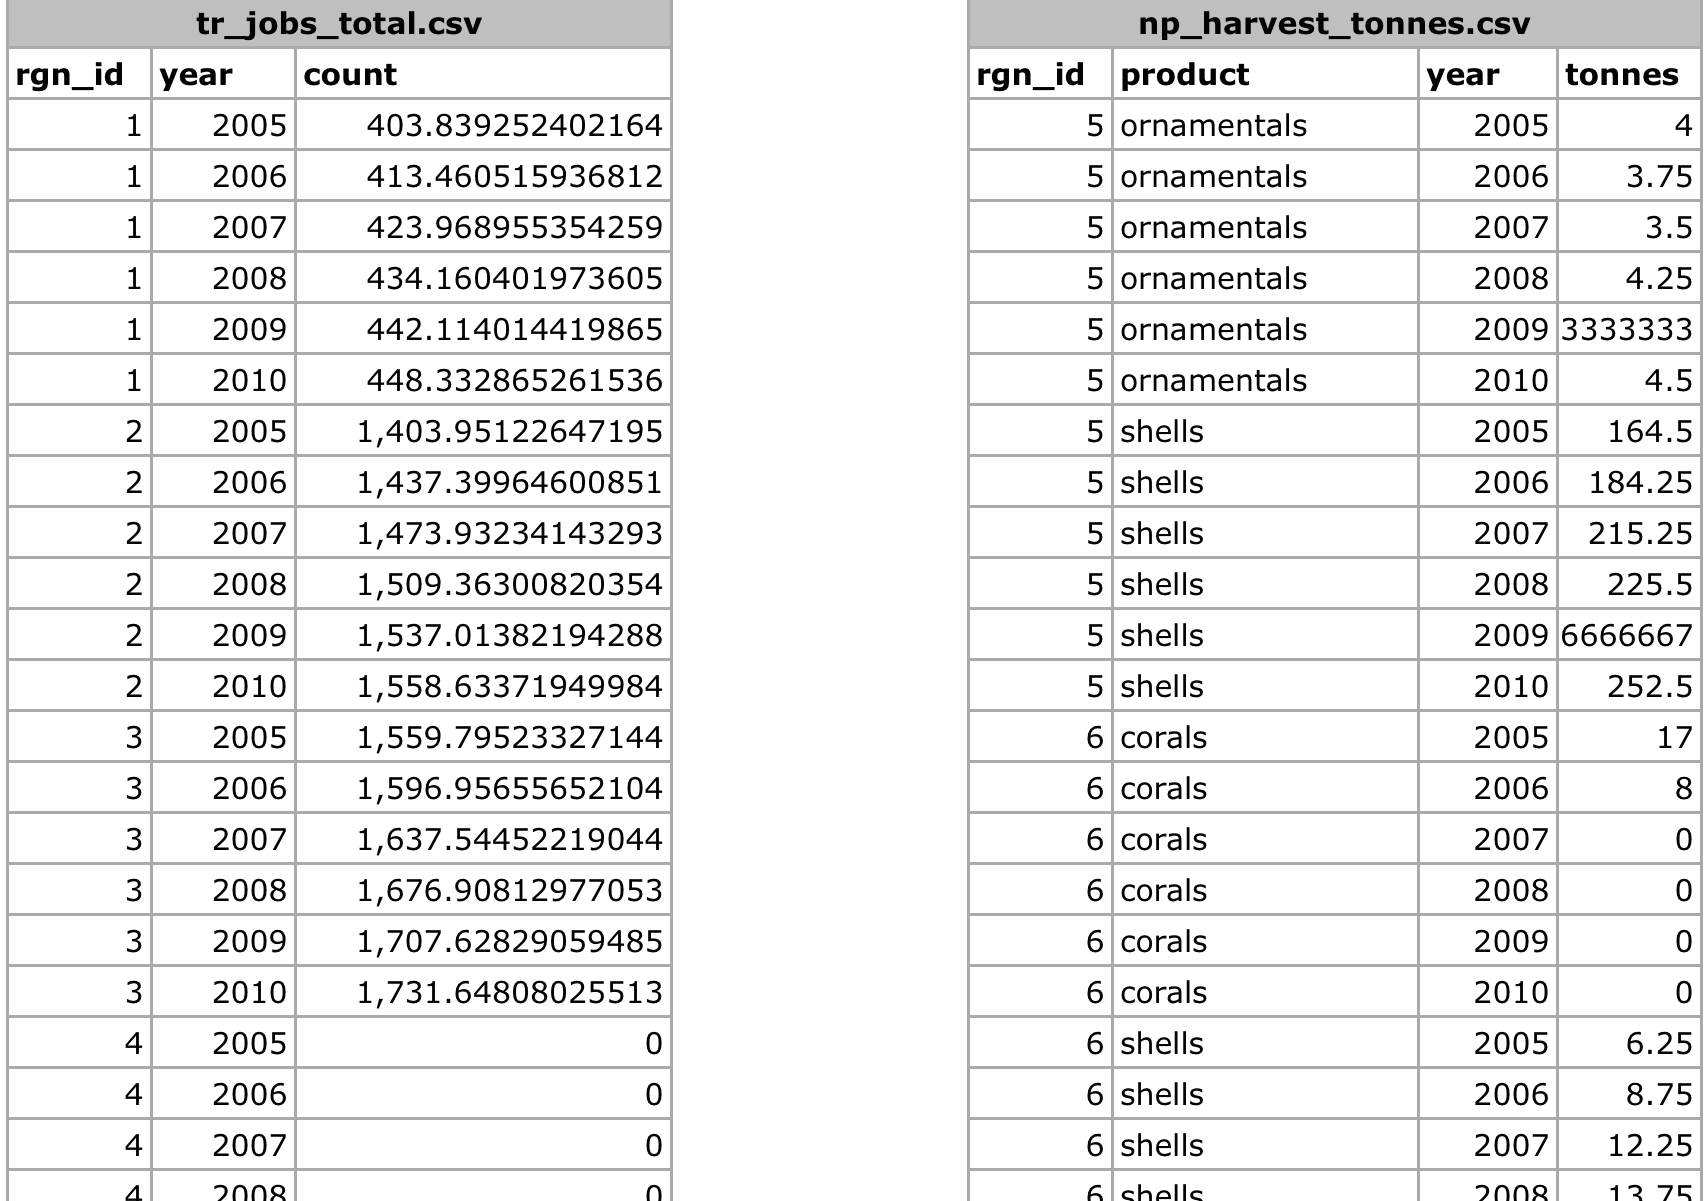 tr_jobs_total.csv
rgn_id year count
1 2005 403.839252402164
1 2006 413.460515936812
1 2007 423.968955354259
1 2008 434.160401973605
1 2009 442.114014419865
1 2010 448.332865261536
2 2005 1,403.95122647195
2 2006 1,437.39964600851
2 2007 1,473.93234143293
2 2008 1,509.36300820354
2 2009 1,537.01382194288
2 2010 1,558.63371949984
3 2005 1,559.79523327144
3 2006 1,596.95655652104
3 2007 1,637.54452219044
3 2008 1,676.90812977053
3 2009 1,707.62829059485
3 2010 1,731.64808025513
4 2005 0
4 2006 0
4 2007 0
4 2008 0
np_harvest_tonnes.csv
rgn_id product year tonnes
5 ornamentals 2005 4
5 ornamentals 2006 3.75
5 ornamentals 2007 3.5
5 ornamentals 2008 4.25
5 ornamentals 2009 3333333
5 ornamentals 2010 4.5
5 shells 2005 164.5
5 shells 2006 184.25
5 shells 2007 215.25
5 shells 2008 225.5
5 shells 2009 6666667
5 shells 2010 252.5
6 corals 2005 17
6 corals 2006 8
6 corals 2007 0
6 corals 2008 0
6 corals 2009 0
6 corals 2010 0
6 shells 2005 6.25
6 shells 2006 8.75
6 shells 2007 12.25
6 shells 2008 13.75